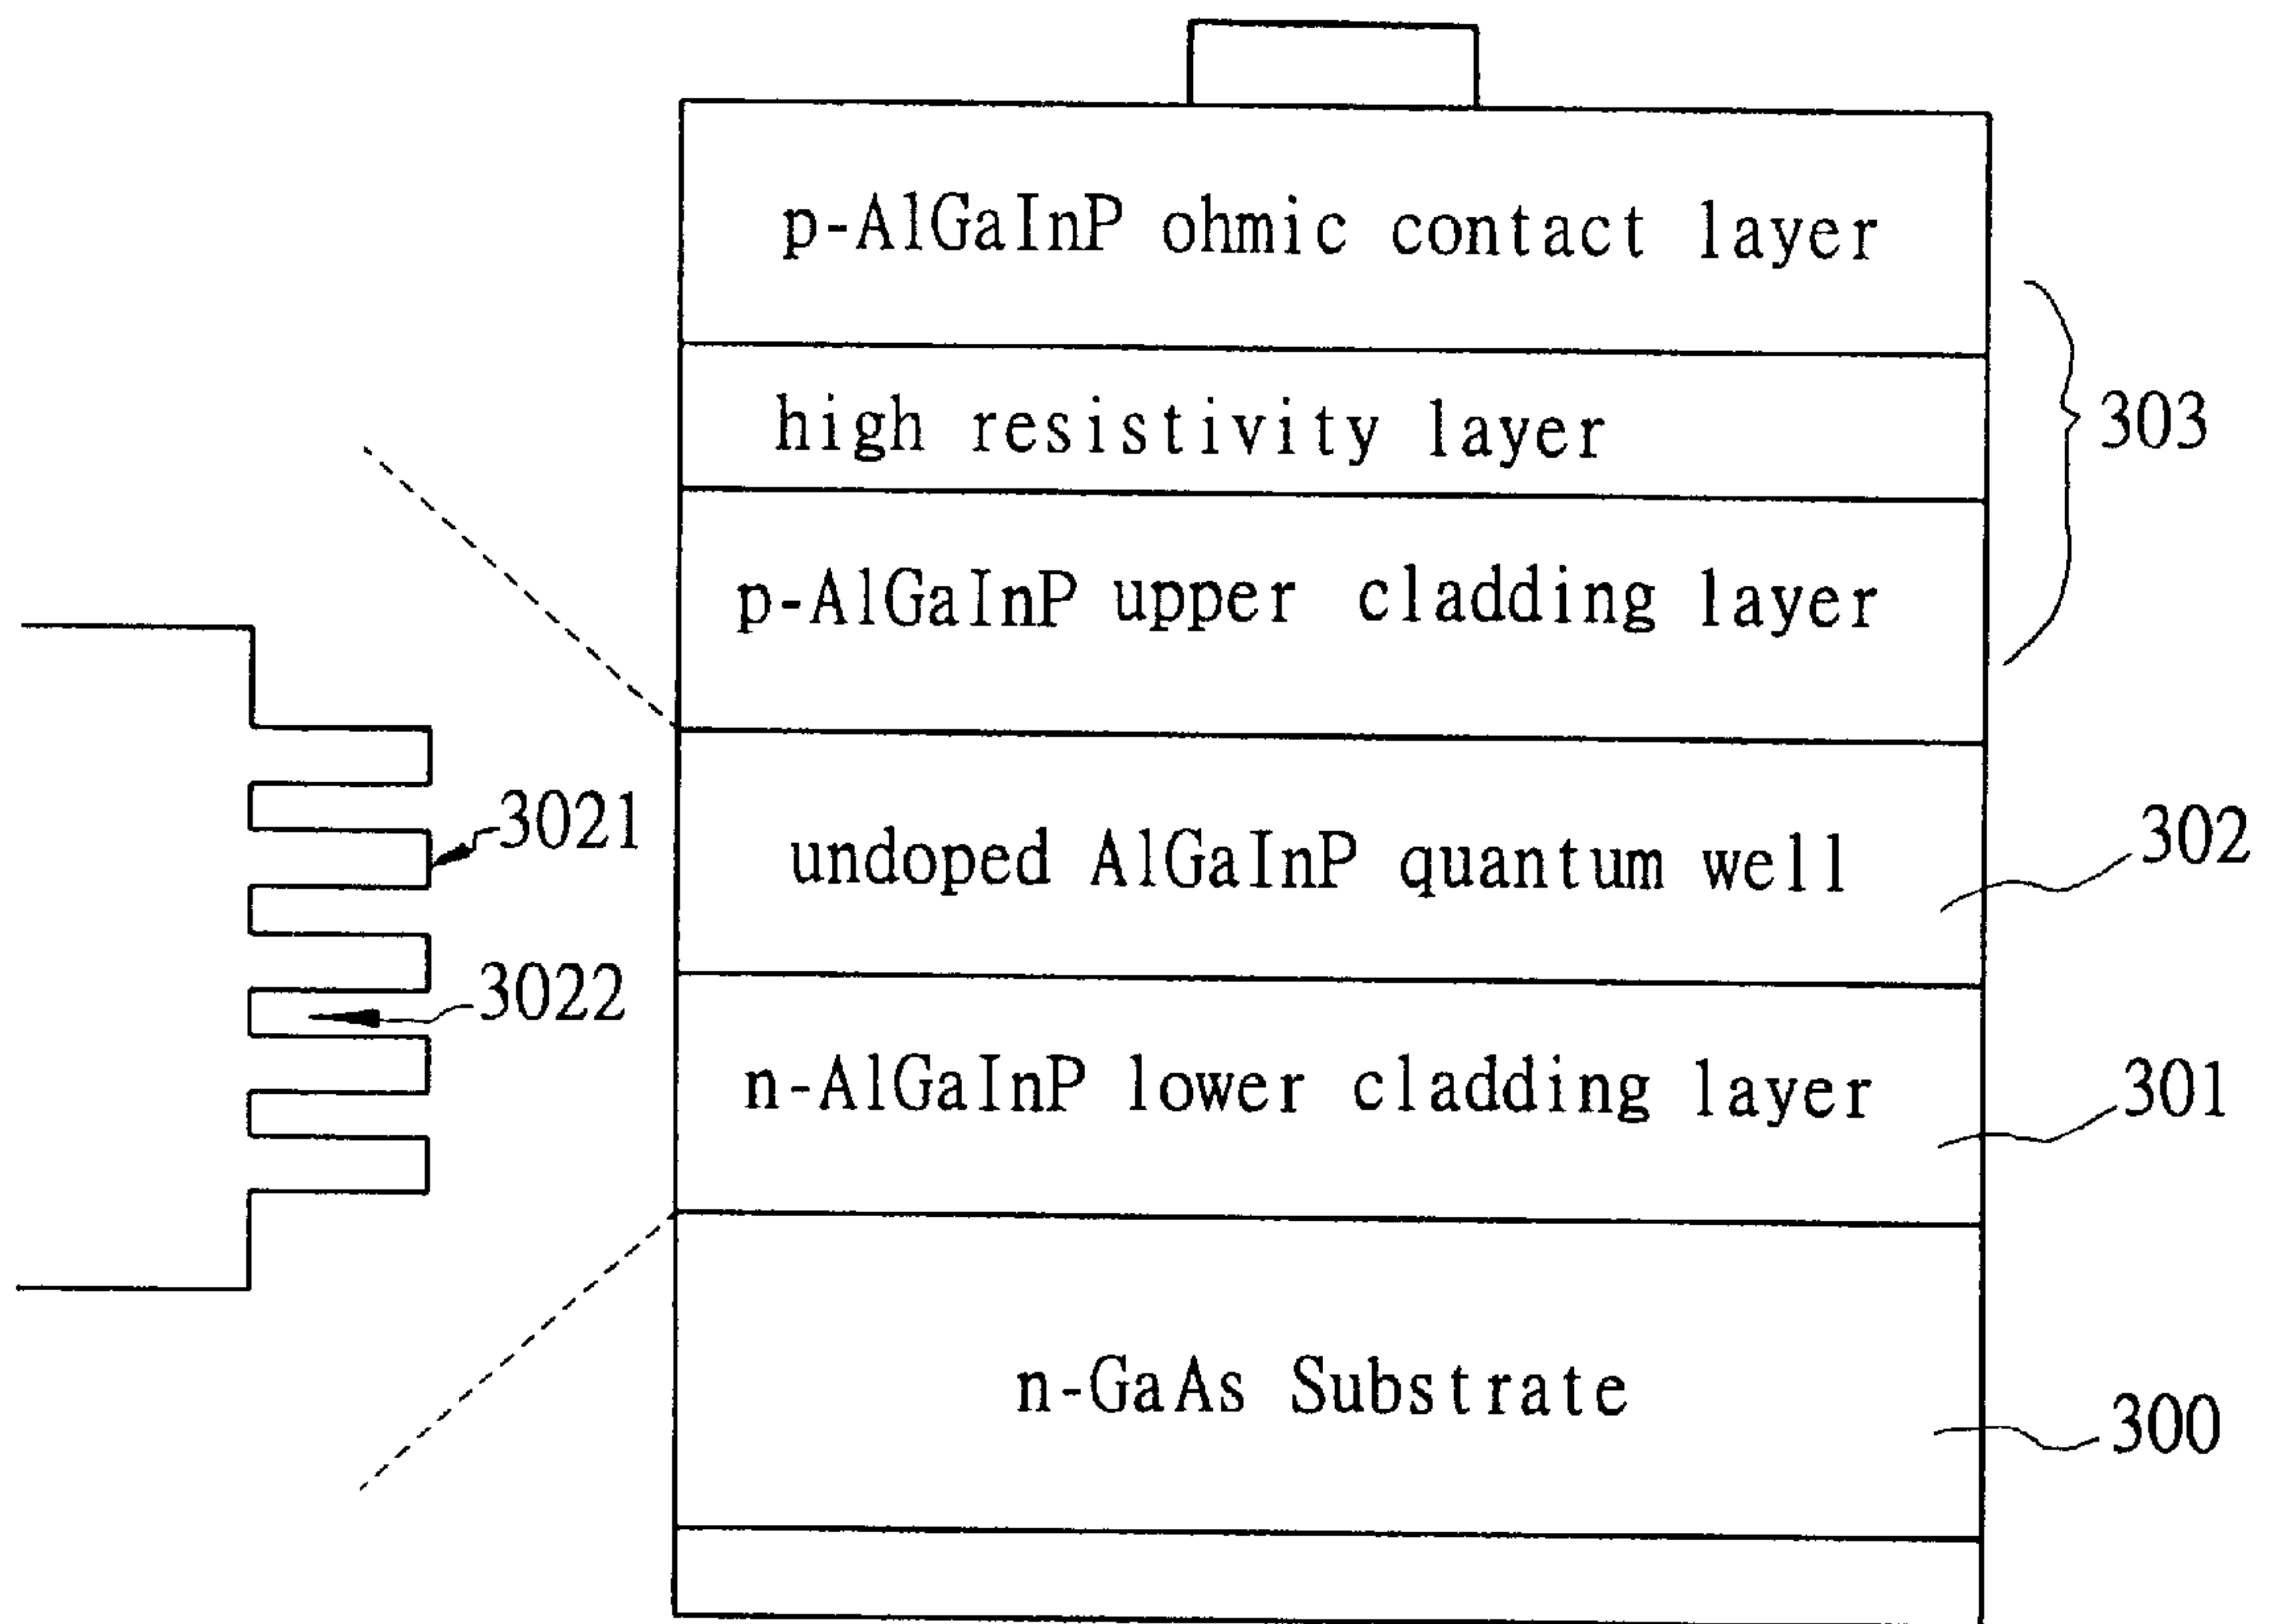 p-AlGaInP ohmic contact layer
high resistivity layer
303
p-AlGaInP upper cladding layer
3021
undoped AlGaInP quantum well
302
3022
n-AlGaInP lower cladding layer
301
n-GaAs Substrate
300